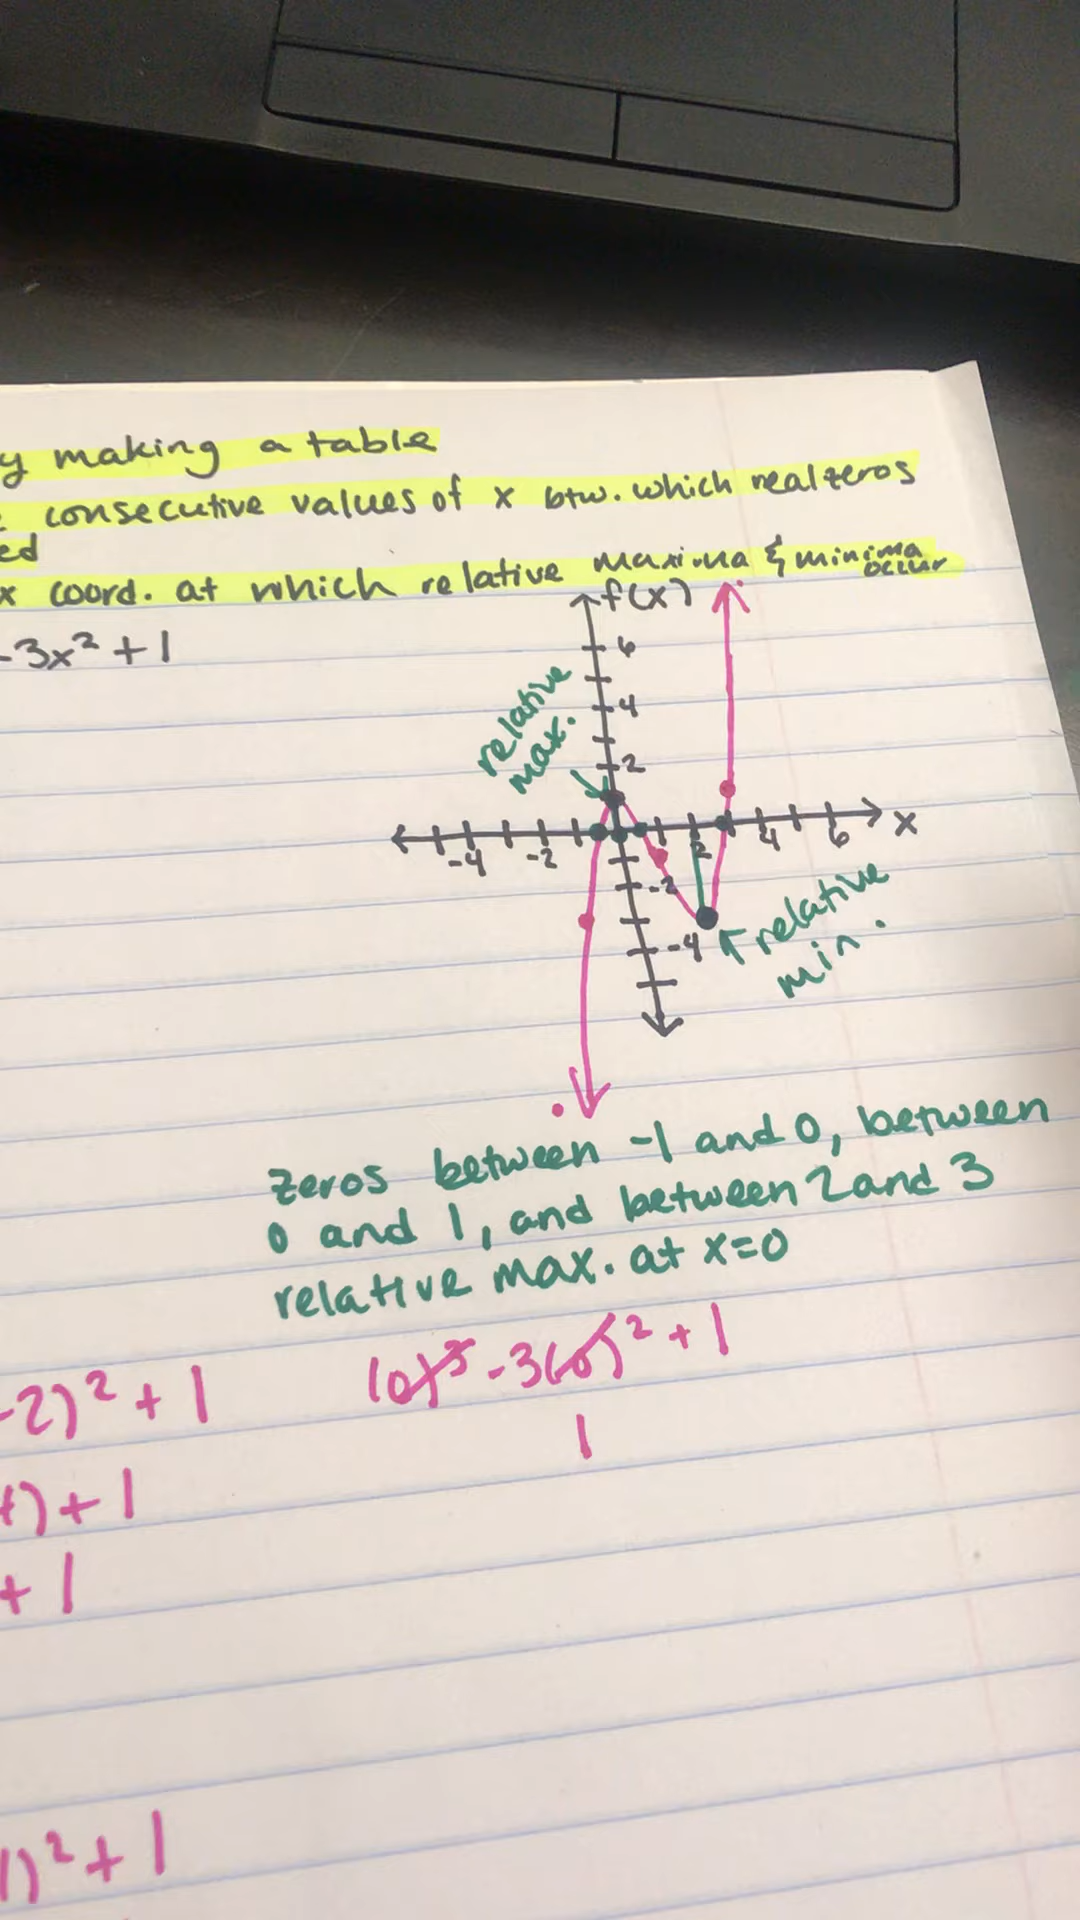 y making a table
consecutive values of x btw. which real zeros
ed
x coord. at which relative maxima & minima
occur
f(x)
-3x² + 1
6
relative
max.
4
2
-4 -2 2 4 6 x
-2
-4
relative
min.
Zeros between -1 and 0, between
0 and 1, and between 2 and 3
relative max. at x=0
(0)³ - 3(0)² + 1
-2)² + 1
1
) + 1
+ 1
1)² + 1